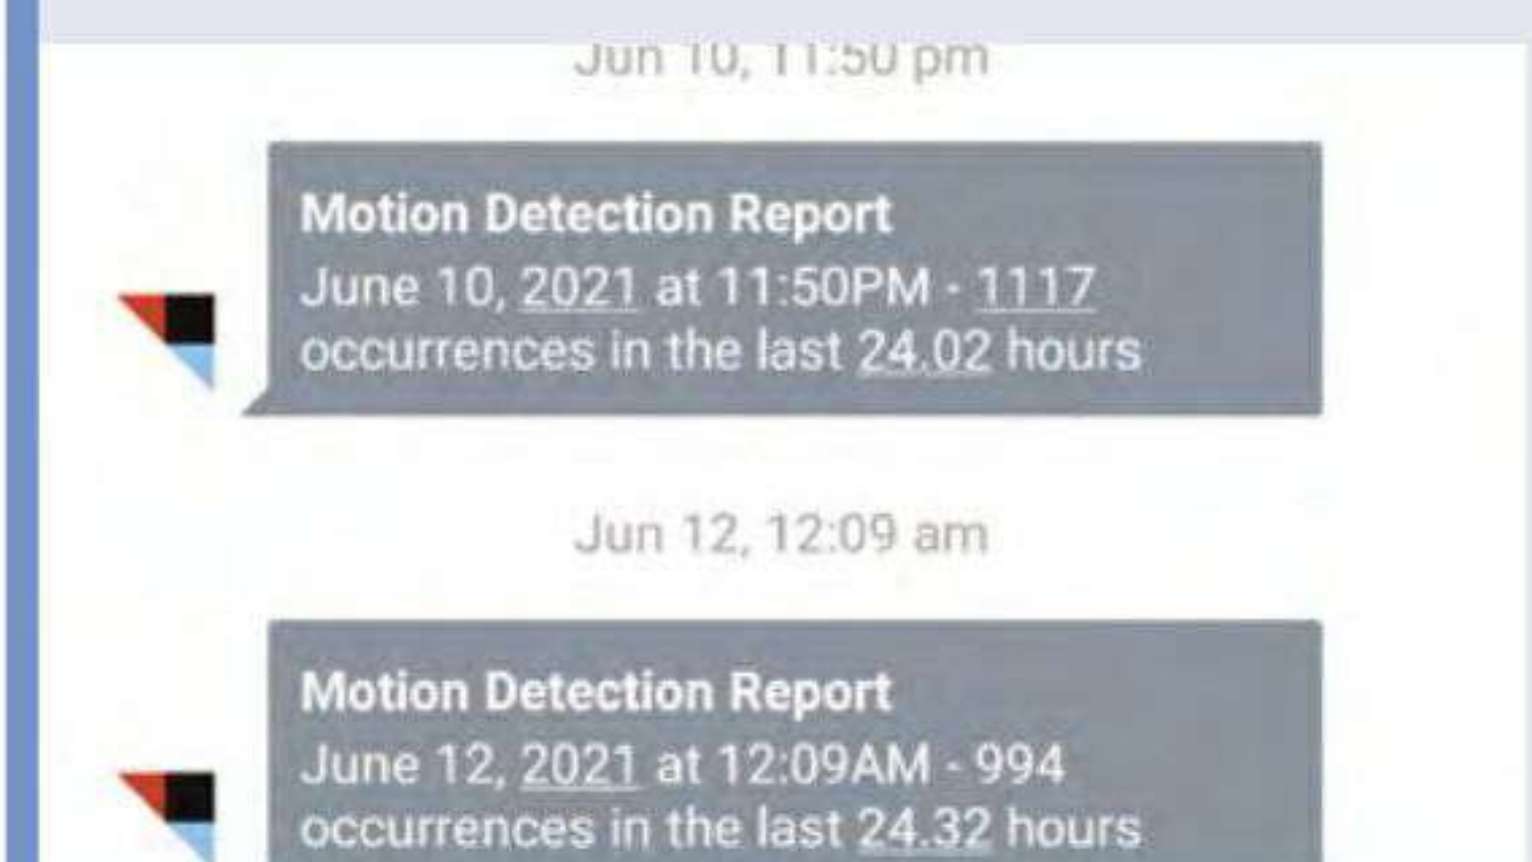 Jun 10, 11:50 pm
Motion Detection Report
June 10, 2021 at 11:50PM - 1117
occurrences in the last 24.02 hours
Jun 12, 12:09 am
Motion Detection Report
June 12, 2021 at 12:09AM - 994
occurrences in the last 24.32 hours